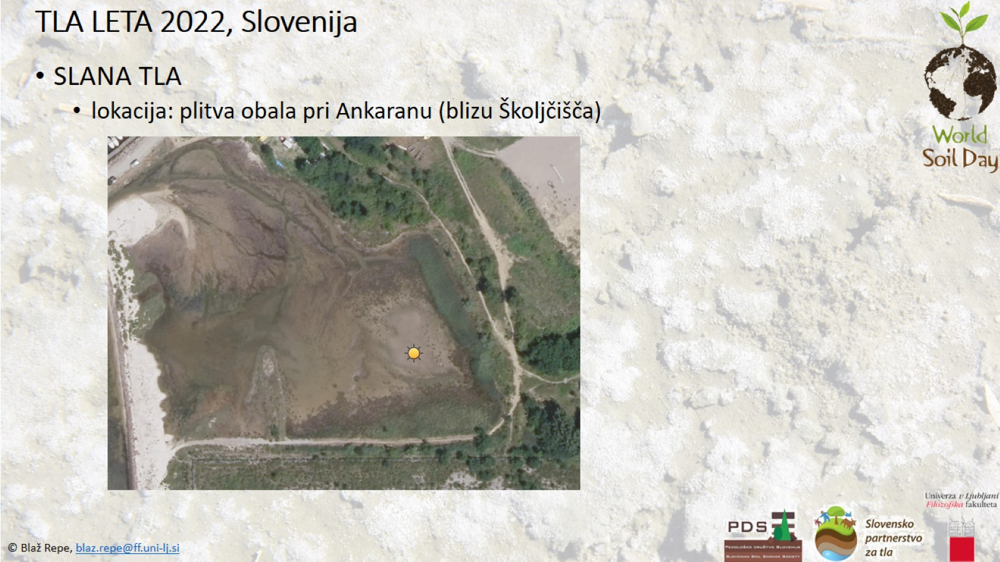 TLA LETA 2022, Slovenija
• SLANA TLA
• lokacija: plitva obala pri Ankaranu (blizu Školjčišča)
World
Soil Day
Univerza v Ljubljani
Filozofska fakulteta
PDS
PEDOLOŠKO DRUŠTVO SLOVENIJE
SLOVENIAN SOIL SCIENCE SOCIETY
Slovensko
partnerstvo
za tla
© Blaž Repe, blaz.repe@ff.uni-lj.si